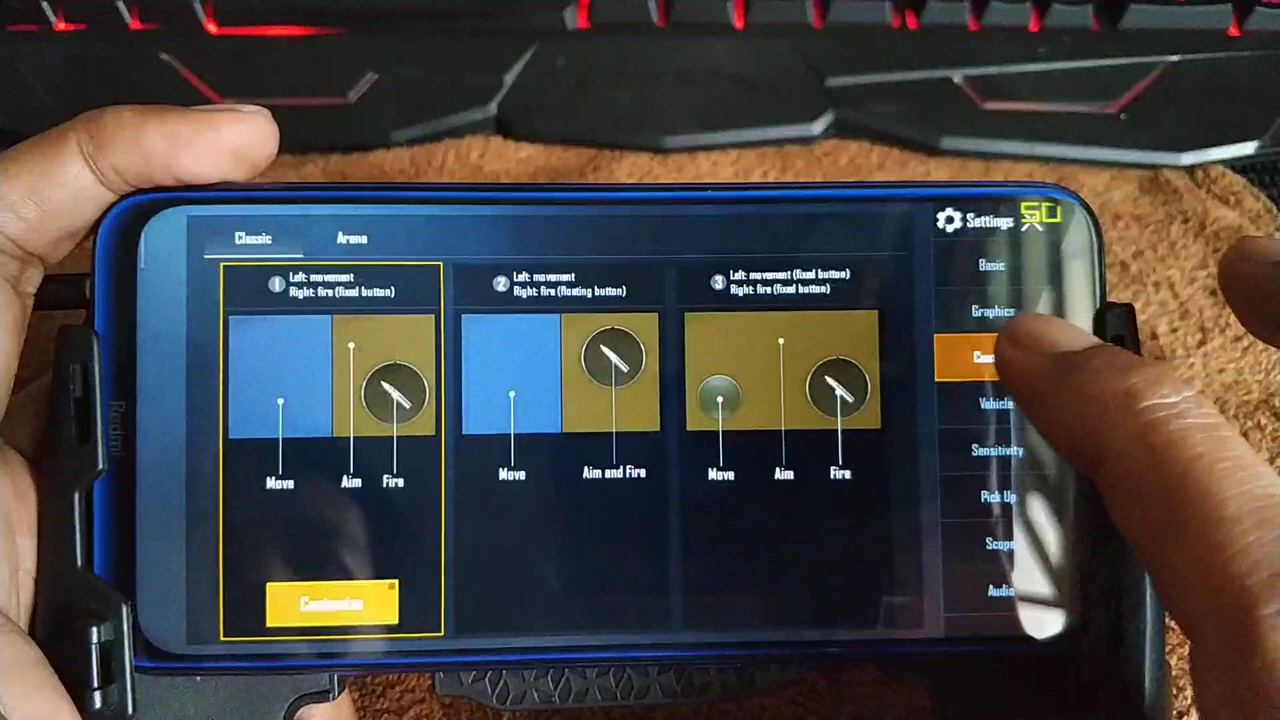 Classic
Arena
Settings
50
1 Left: movement
Right: fire (fixed button)
2 Left: movement
Right: fire (floating button)
3 Left: movement (fixed button)
Right: fire (fixed button)
Move
Aim
Fire
Move
Aim and Fire
Move
Aim
Fire
Customize
Basic
Graphics
Vehicle
Sensitivity
Pick Up
Scope
Audio
Redmi